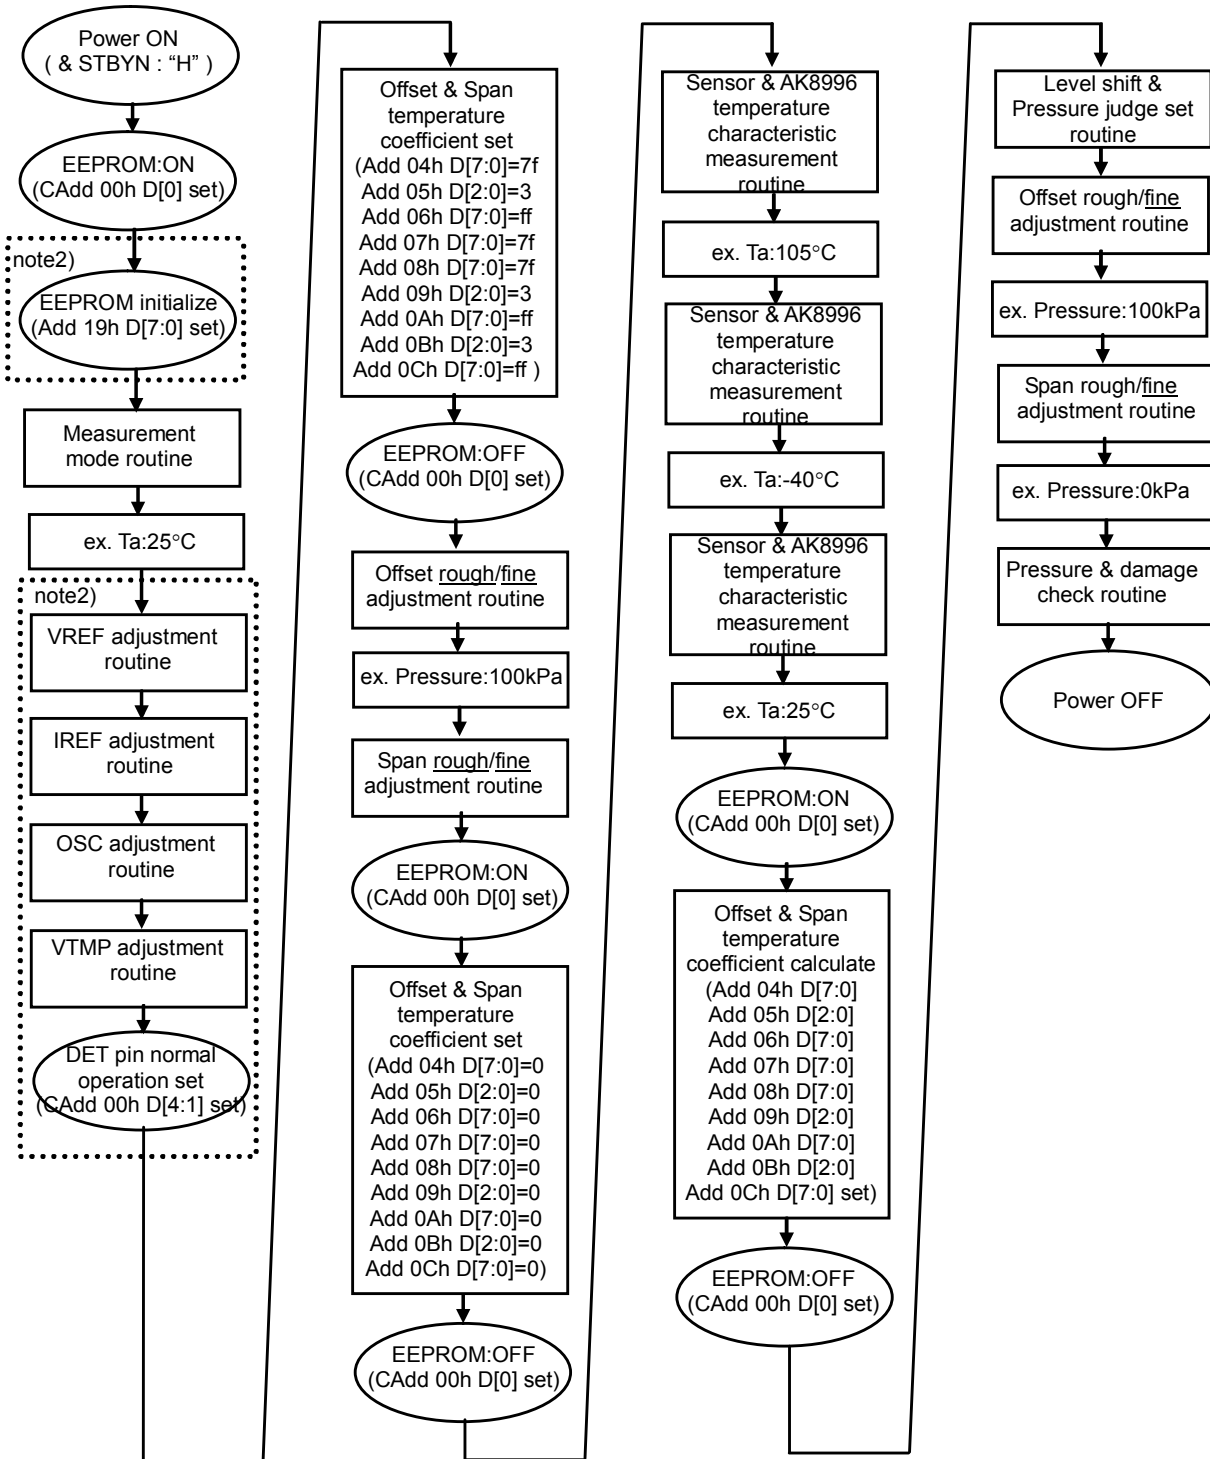 Power ON
( & STBYN : “H” )
EEPROM:ON
(CAdd 00h D[0] set)
note2)
EEPROM initialize
(Add 19h D[7:0] set)
Measurement
mode routine
ex. Ta:25°C
note2)
VREF adjustment
routine
IREF adjustment
routine
OSC adjustment
routine
VTMP adjustment
routine
DET pin normal
operation set
(CAdd 00h D[4:1] set)
Offset & Span
temperature
coefficient set
(Add 04h D[7:0]=7f
Add 05h D[2:0]=3
Add 06h D[7:0]=ff
Add 07h D[7:0]=7f
Add 08h D[7:0]=7f
Add 09h D[2:0]=3
Add 0Ah D[7:0]=ff
Add 0Bh D[2:0]=3
Add 0Ch D[7:0]=ff )
EEPROM:OFF
(CAdd 00h D[0] set)
Offset rough/fine
adjustment routine
ex. Pressure:100kPa
Span rough/fine
adjustment routine
EEPROM:ON
(CAdd 00h D[0] set)
Offset & Span
temperature
coefficient set
(Add 04h D[7:0]=0
Add 05h D[2:0]=0
Add 06h D[7:0]=0
Add 07h D[7:0]=0
Add 08h D[7:0]=0
Add 09h D[2:0]=0
Add 0Ah D[7:0]=0
Add 0Bh D[2:0]=0
Add 0Ch D[7:0]=0)
EEPROM:OFF
(CAdd 00h D[0] set)
Sensor & AK8996
temperature
characteristic
measurement
routine
ex. Ta:105°C
Sensor & AK8996
temperature
characteristic
measurement
routine
ex. Ta:-40°C
Sensor & AK8996
temperature
characteristic
measurement
routine
ex. Ta:25°C
EEPROM:ON
(CAdd 00h D[0] set)
Offset & Span
temperature
coefficient calculate
(Add 04h D[7:0]
Add 05h D[2:0]
Add 06h D[7:0]
Add 07h D[7:0]
Add 08h D[7:0]
Add 09h D[2:0]
Add 0Ah D[7:0]
Add 0Bh D[2:0]
Add 0Ch D[7:0] set)
EEPROM:OFF
(CAdd 00h D[0] set)
Level shift &
Pressure judge set
routine
Offset rough/fine
adjustment routine
ex. Pressure:100kPa
Span rough/fine
adjustment routine
ex. Pressure:0kPa
Pressure & damage
check routine
Power OFF